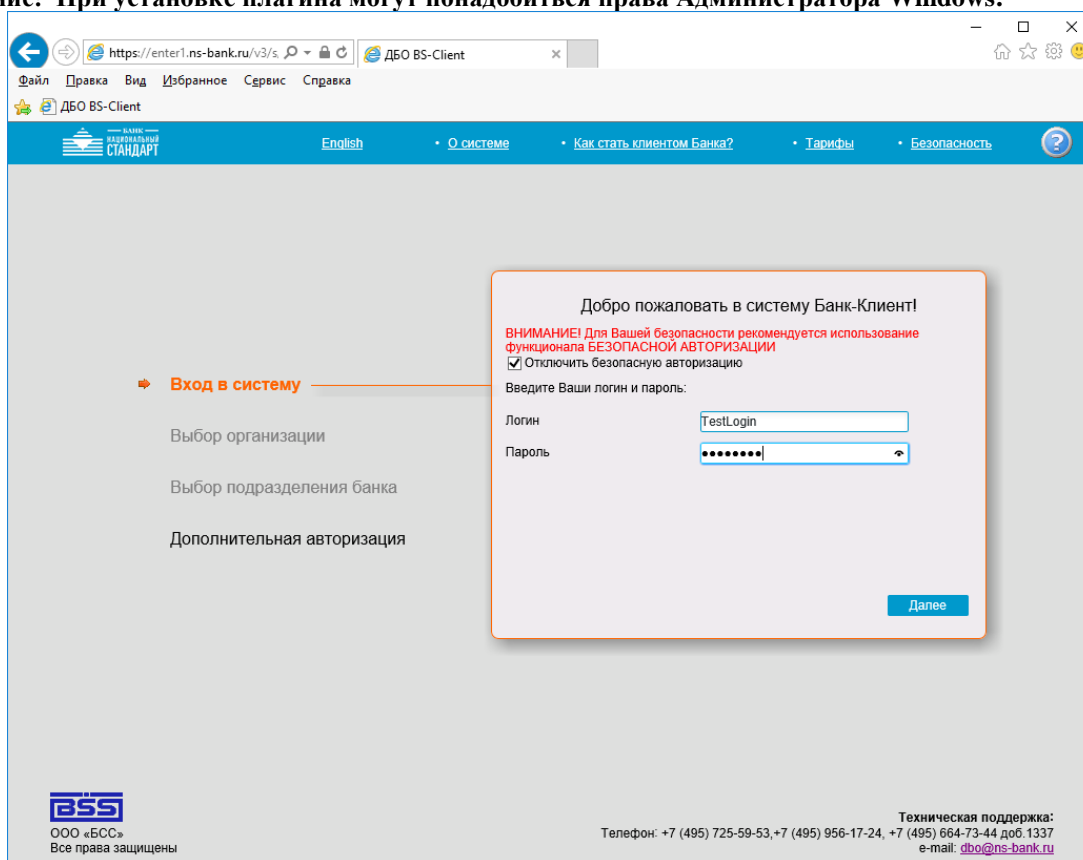 При установке плагина могут понадобиться права Администратора Windows.
https://enter1.ns-bank.ru/v3/s
ДБО BS-Client
Файл Правка Вид Избранное Сервис Справка
ДБО BS-Client
БАНК
НАЦИОНАЛЬНЫЙ
СТАНДАРТ
English • О системе • Как стать клиентом Банка? • Тарифы • Безопасность
Добро пожаловать в систему Банк-Клиент!
ВНИМАНИЕ! Для Вашей безопасности рекомендуется использование
функционала БЕЗОПАСНОЙ АВТОРИЗАЦИИ
Отключить безопасную авторизацию
Введите Ваши логин и пароль:
Логин TestLogin
Пароль ••••••••
Далее
Вход в систему
Выбор организации
Выбор подразделения банка
Дополнительная авторизация
BSS
ООО «БСС»
Все права защищены
Техническая поддержка:
Телефон: +7 (495) 725-59-53,+7 (495) 956-17-24, +7 (495) 664-73-44 доб.1337
e-mail: dbo@ns-bank.ru